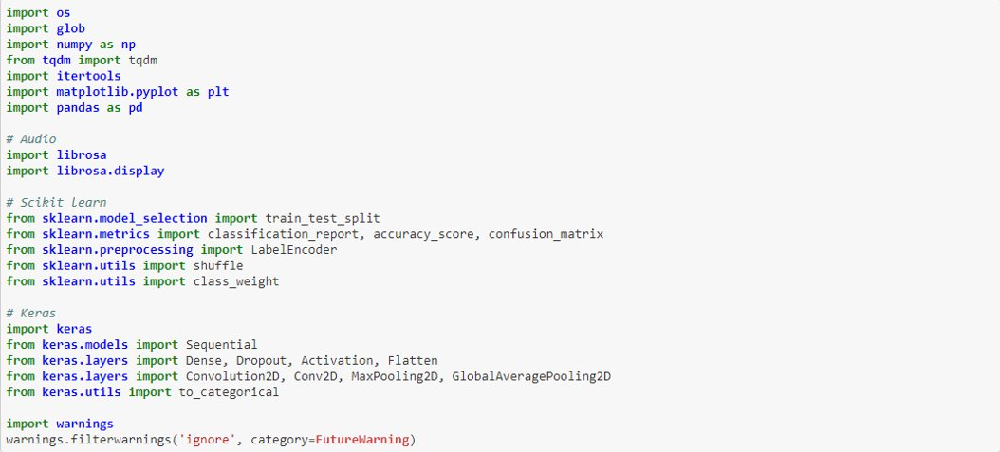 import os
import glob
import numpy as np
from tqdm import tqdm
import itertools
import matplotlib.pyplot as plt
import pandas as pd
# Audio
import librosa
import librosa.display
# Scikit Learn
from sklearn.model_selection import train_test_split
from sklearn.metrics import classification_report, accuracy_score, confusion_matrix
from sklearn.preprocessing import LabelEncoder
from sklearn.utils import shuffle
from sklearn.utils import class_weight
# Keras
import keras
from keras.models import Sequential
from keras.layers import Dense, Dropout, Activation, Flatten
from keras.layers import Convolution2D, Conv2D, MaxPooling2D, GlobalAveragePooling2D
from keras.utils import to_categorical
import warnings
warnings.filterwarnings('ignore', category=FutureWarning)